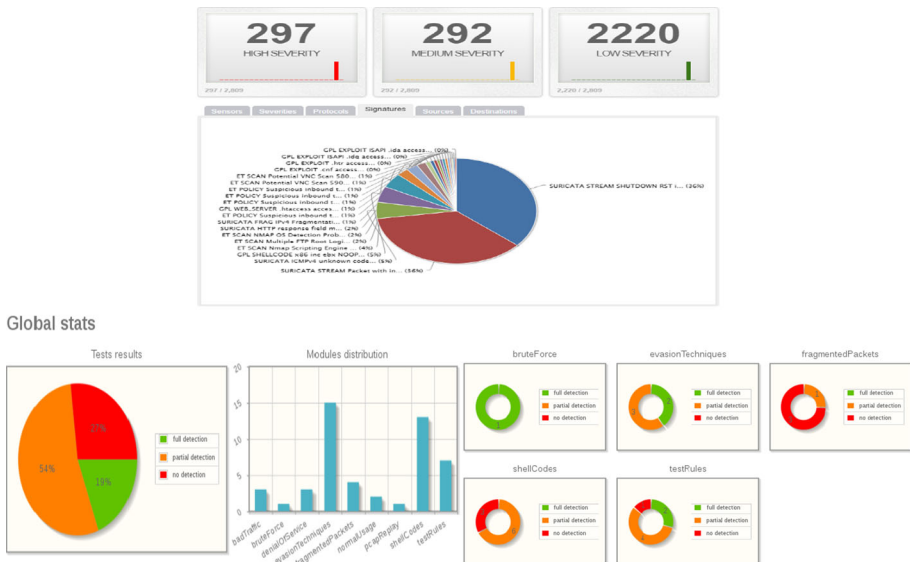 297
HIGH SEVERITY
297 / 2,809
292
MEDIUM SEVERITY
292 / 2,809
2220
LOW SEVERITY
2,220 / 2,809
Sensors
Severities
Protocols
Signatures
Sources
Destinations
GPL EXPLOIT ISAPI .ida access... (0%)
GPL EXPLOIT ISAPI .idq access... (0%)
GPL EXPLOIT .htr access... (0%)
GPL EXPLOIT .cnf access... (0%)
ET SCAN Potential VNC Scan 580... (1%)
ET SCAN Potential VNC Scan 590... (1%)
ET POLICY Suspicious inbound t... (1%)
ET POLICY Suspicious inbound t... (1%)
ET POLICY Suspicious inbound t... (1%)
GPL WEB_SERVER .htaccess acces... (1%)
ET POLICY Suspicious inbound t... (1%)
SURICATA FRAG IPv4 Fragmentati... (1%)
SURICATA HTTP response field m... (2%)
ET SCAN NMAP OS Detection Prob... (2%)
ET SCAN Multiple FTP Root Logi... (2%)
ET SCAN Nmap Scripting Engine ... (4%)
GPL SHELLCODE x86 inc ebx NOOP... (5%)
SURICATA ICMPv4 unknown code... (5%)
SURICATA STREAM Packet with in... (36%)
SURICATA STREAM SHUTDOWN RST i... (36%)
Global stats
Tests results
27%
54%
19%
full detection
partial detection
no detection
Modules distribution
20
15
10
5
0
badTraffic
bruteForce
denialOfService
evasionTechniques
fragmentedPackets
normalUsage
pcapReplay
shellCodes
testRules
bruteForce
1
full detection
partial detection
no detection
evasionTechniques
full detection
partial detection
no detection
fragmentedPackets
full detection
partial detection
no detection
shellCodes
full detection
partial detection
no detection
testRules
full detection
partial detection
no detection